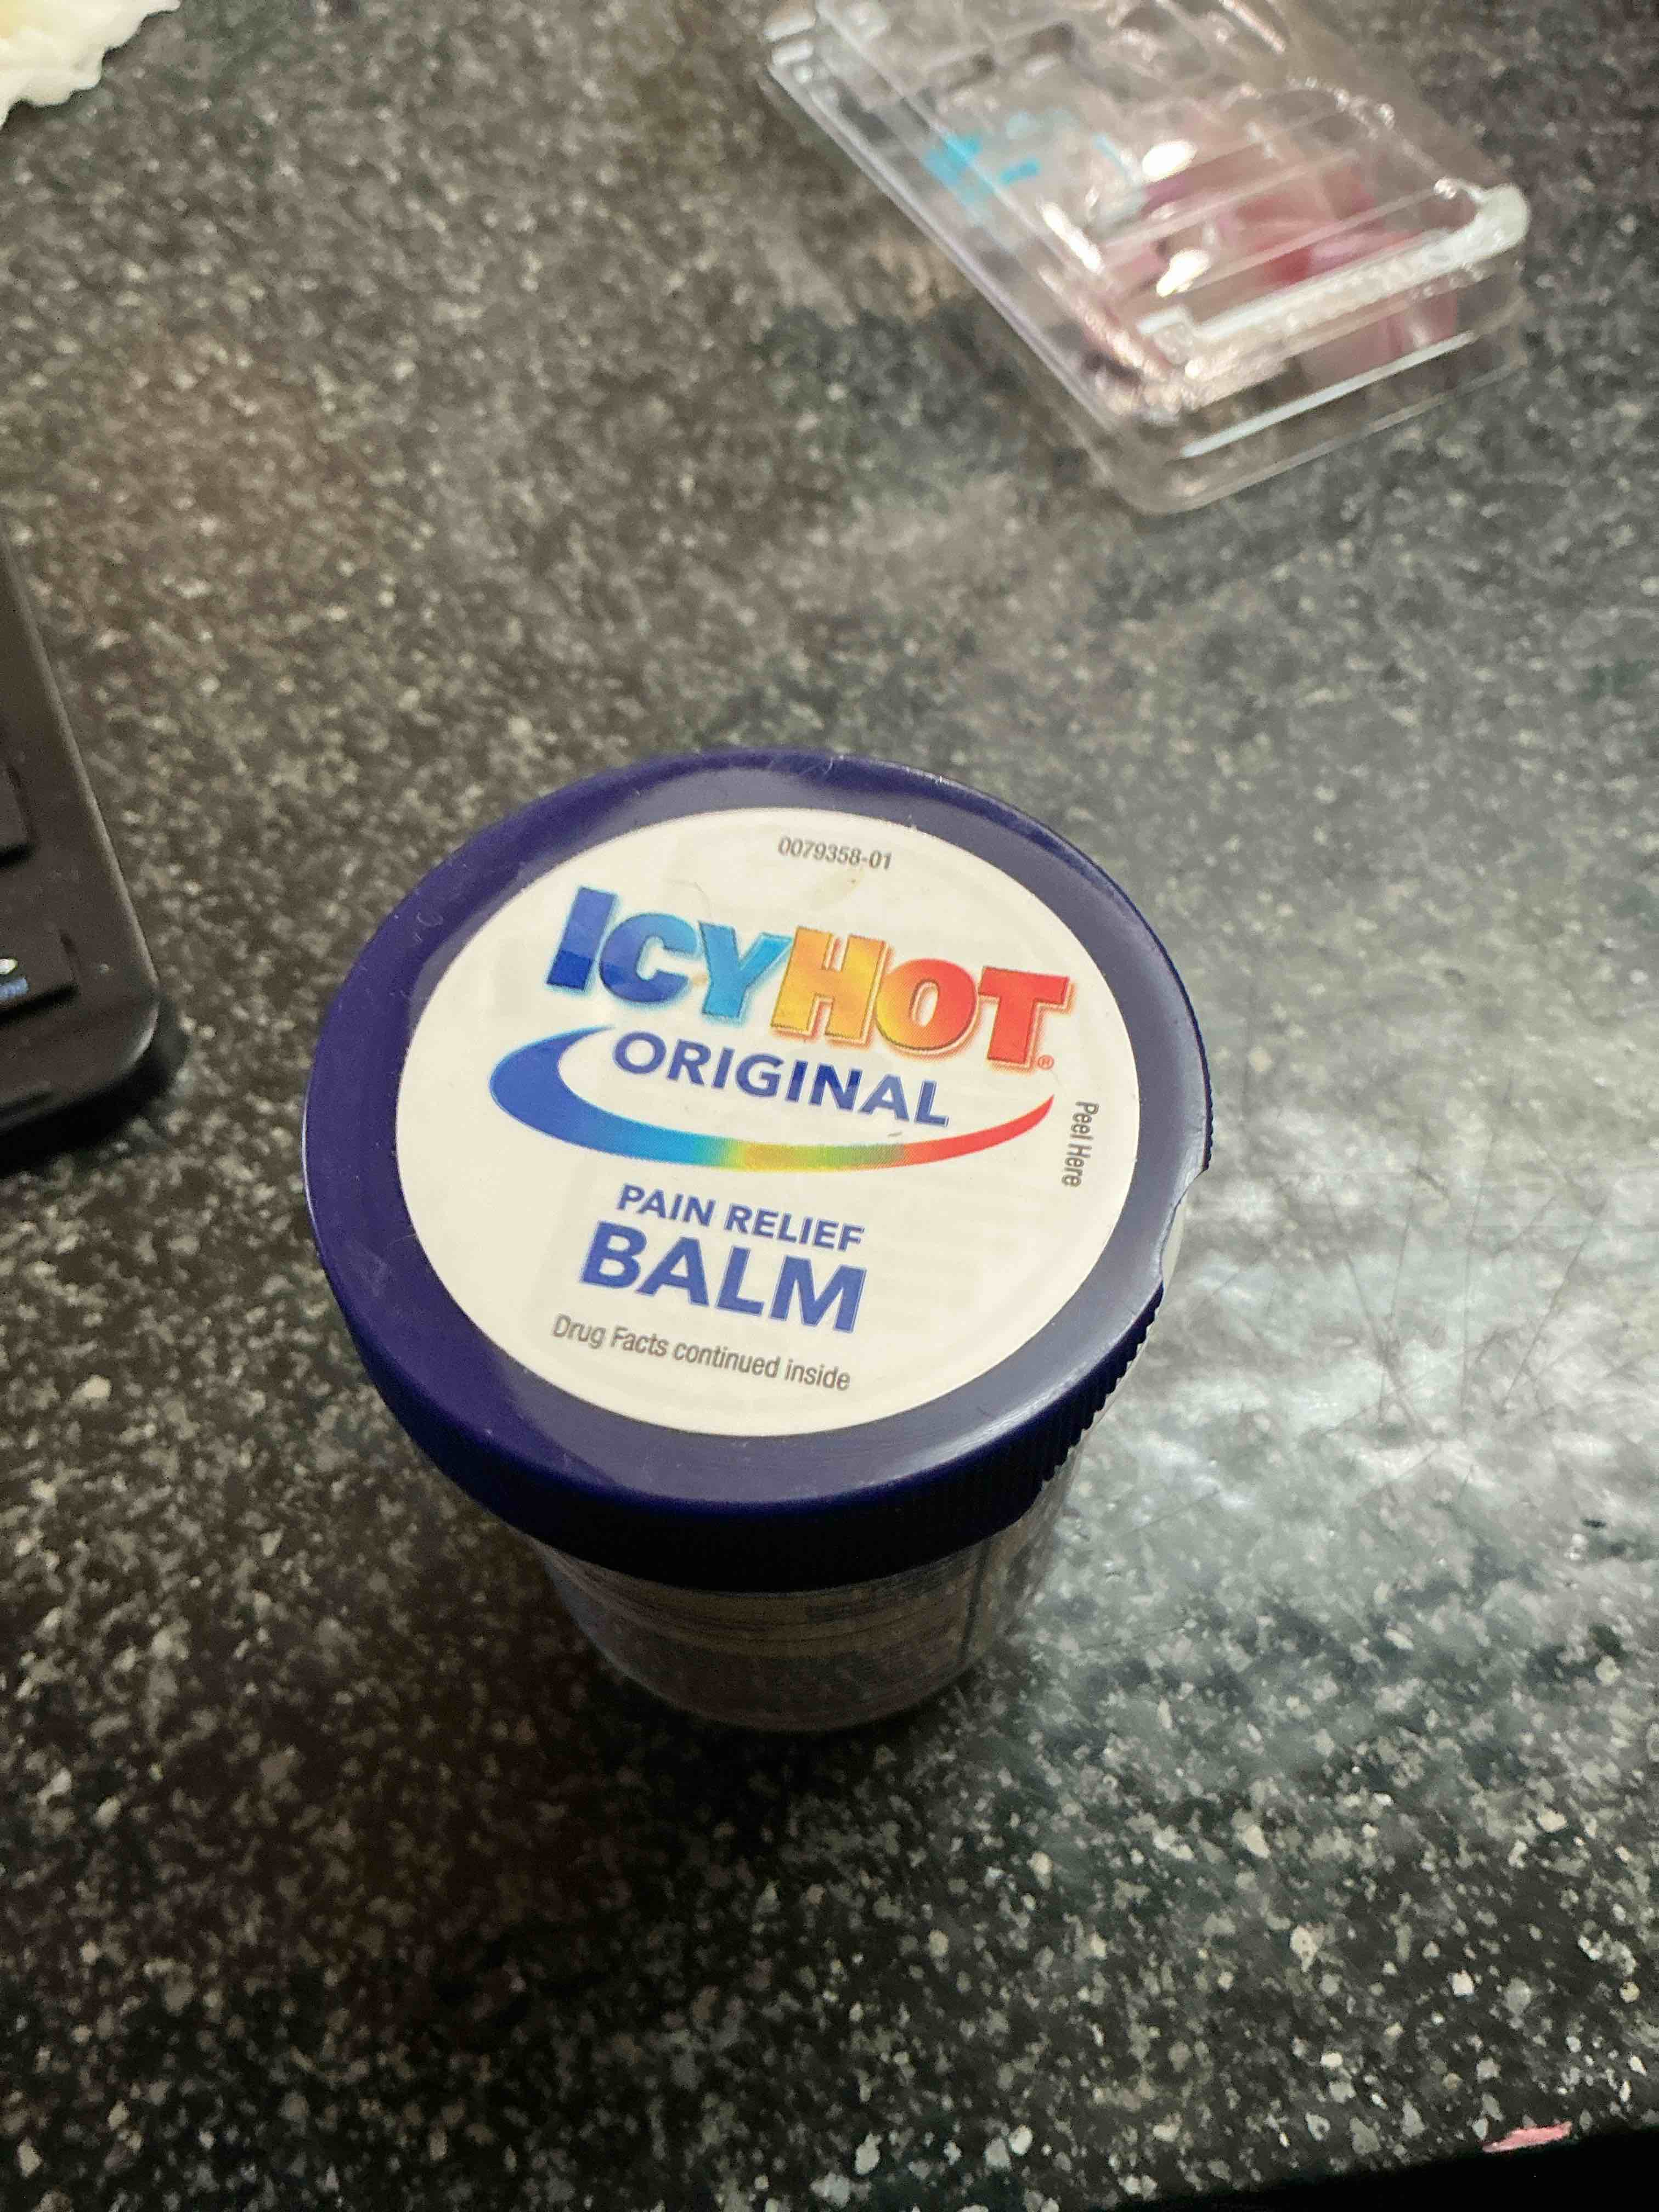 0079358-01
ICYHOT®
ORIGINAL
Peel Here
PAIN RELIEF
BALM
Drug Facts continued inside